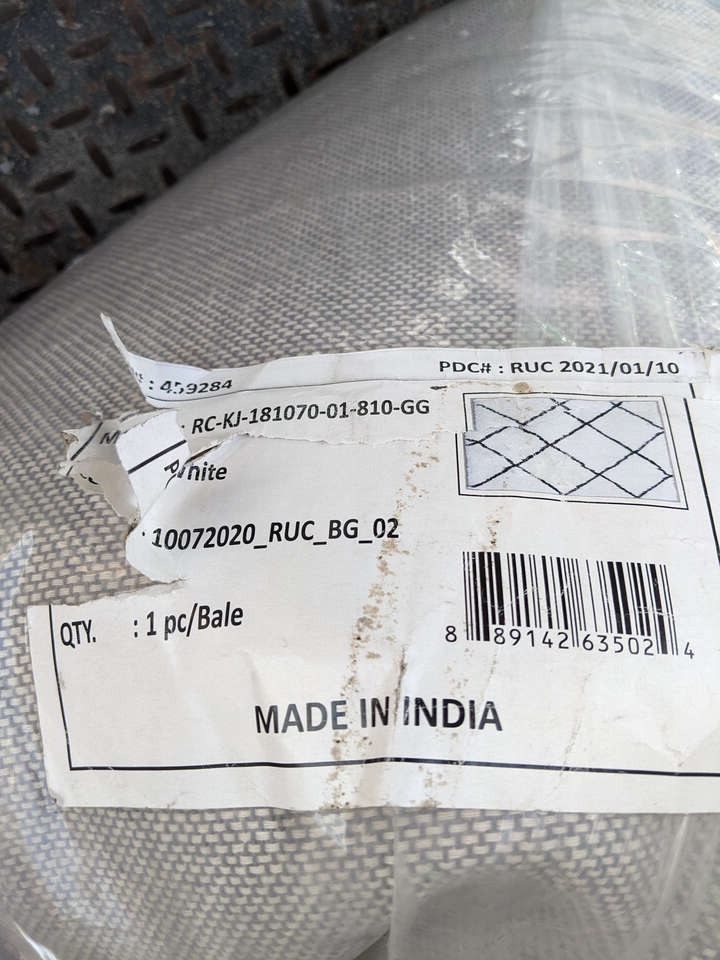 : 459284
PDC# : RUC 2021/01/10
: RC-KJ-181070-01-810-GG
10072020_RUC_BG_02
QTY. : 1 pc/Bale
8 89142 63502 4
MADE IN INDIA